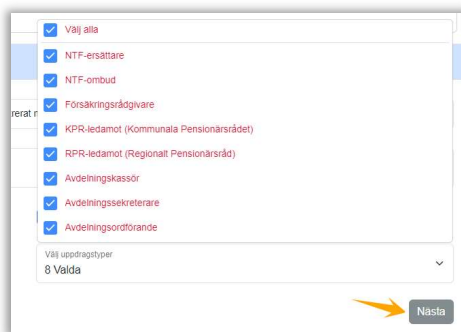 Välj alla
NTF-ersättare
NTF-ombud
Försäkringsrådgivare
rerat
KPR-ledamot (Kommunala Pensionärsrådet)
RPR-ledamot (Regionalt Pensionärsråd)
Avdelningskassör
Avdelningssekreterare
Avdelningsordförande
Välj uppdragstyper
8 Valda
Nästa